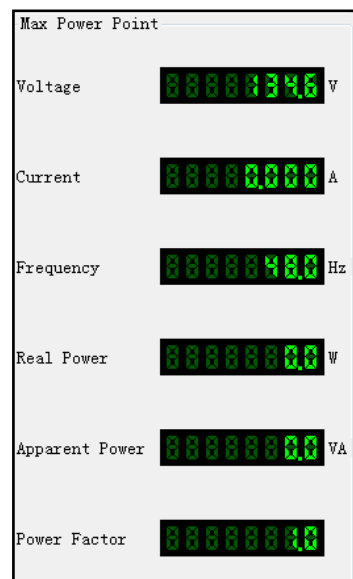 Max Power Point
Voltage 134.6 V
Current 0.000 A
Frequency 48.0 Hz
Real Power 0.0 W
Apparent Power 0.0 VA
Power Factor 1.0